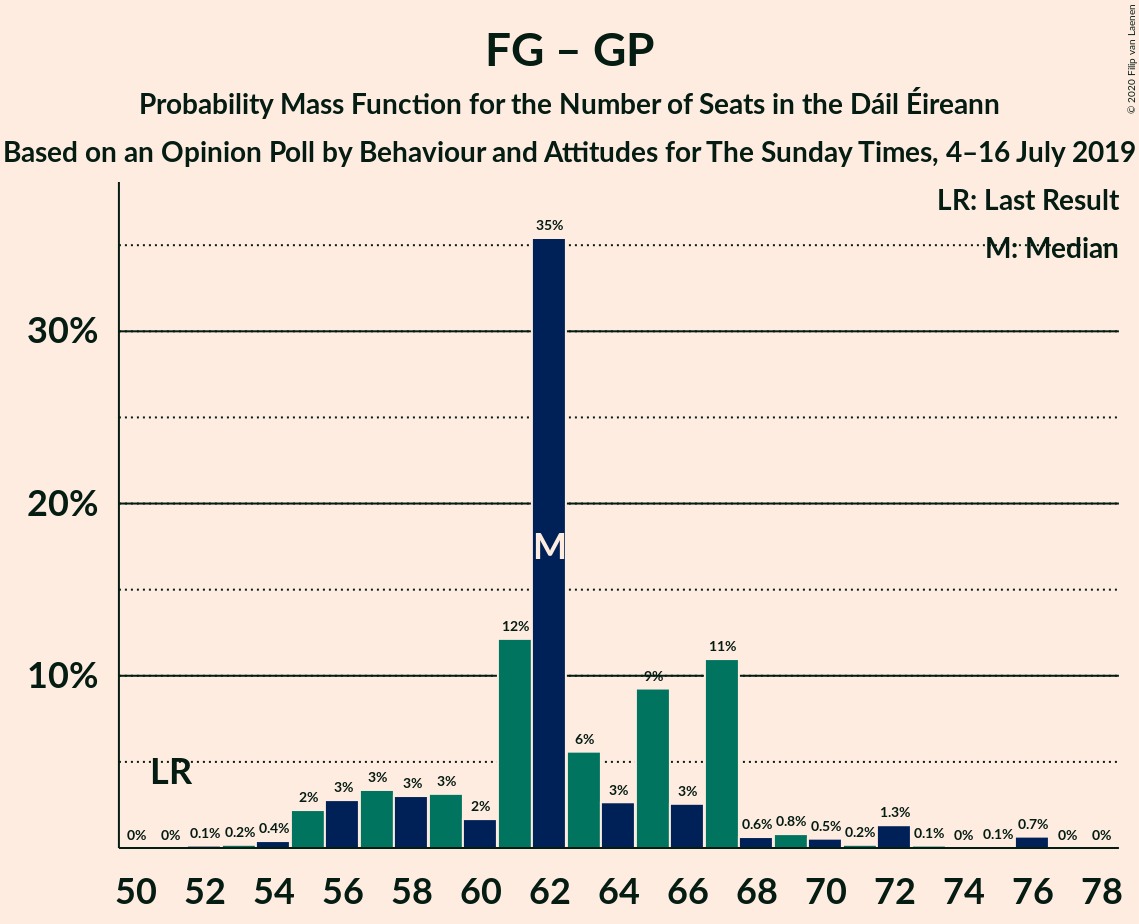 FG – GP
Probability Mass Function for the Number of Seats in the Dáil Éireann
Based on an Opinion Poll by Behaviour and Attitudes for The Sunday Times, 4–16 July 2019
© 2020 Filip van Laenen
LR: Last Result
M: Median
35%
30%
20%
M
12%
11%
10%
9%
6%
LR
0% 0% 0.1% 0.2% 0.4% 2% 3% 3% 3% 3% 2% 3% 3% 0.6% 0.8% 0.5% 0.2% 1.3% 0.1% 0% 0.1% 0.7% 0% 0%
50 52 54 56 58 60 62 64 66 68 70 72 74 76 78